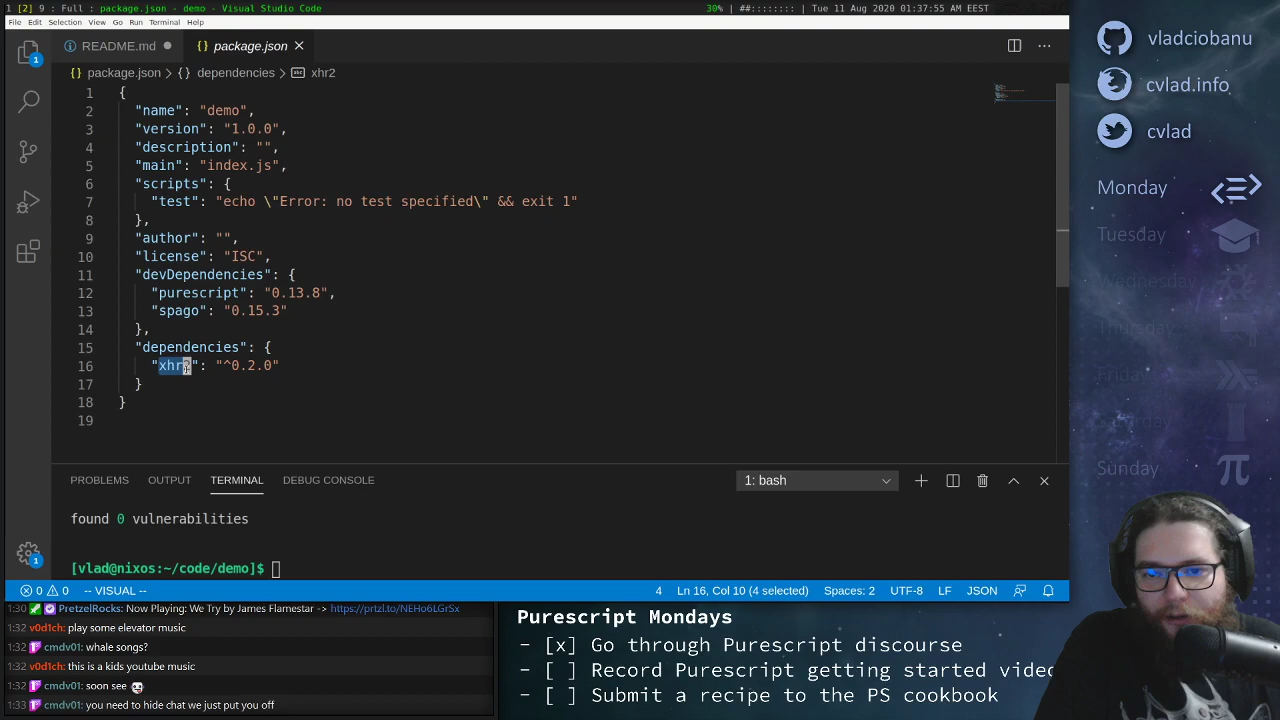 1 [2] 9 : Full : package.json - demo - Visual Studio Code
30% | ##:::::::: | Tue 11 Aug 2020 01:37:55 AM EEST
File Edit Selection View Go Run Terminal Help
README.md
{} package.json
{} package.json > {} dependencies > xhr2
1 {
2 "name": "demo",
3 "version": "1.0.0",
4 "description": "",
5 "main": "index.js",
6 "scripts": {
7 "test": "echo \"Error: no test specified\" && exit 1"
8 },
9 "author": "",
10 "license": "ISC",
11 "devDependencies": {
12 "purescript": "0.13.8",
13 "spago": "0.15.3"
14 },
15 "dependencies": {
16 "xhr2": "^0.2.0"
17 }
18 }
19
PROBLEMS OUTPUT TERMINAL DEBUG CONSOLE
1: bash
found 0 vulnerabilities
[vlad@nixos:~/code/demo]$
0 0 -- VISUAL --
4 Ln 16, Col 10 (4 selected) Spaces: 2 UTF-8 LF JSON
1:30 PretzelRocks: Now Playing: We Try by James Flamestar -> https://prtzl.to/NEHo6LGrSx
1:32 v0d1ch: play some elevator music
1:32 cmdv01: whale songs?
1:32 v0d1ch: this is a kids youtube music
1:32 cmdv01: soon see
1:33 cmdv01: you need to hide chat we just put you off
Purescript Mondays
- [x] Go through Purescript discourse
- [ ] Record Purescript getting started video
- [ ] Submit a recipe to the PS cookbook
vladciobanu
cvlad.info
cvlad
Monday
Tuesday
Wednesday
Thursday
Friday
Saturday
Sunday